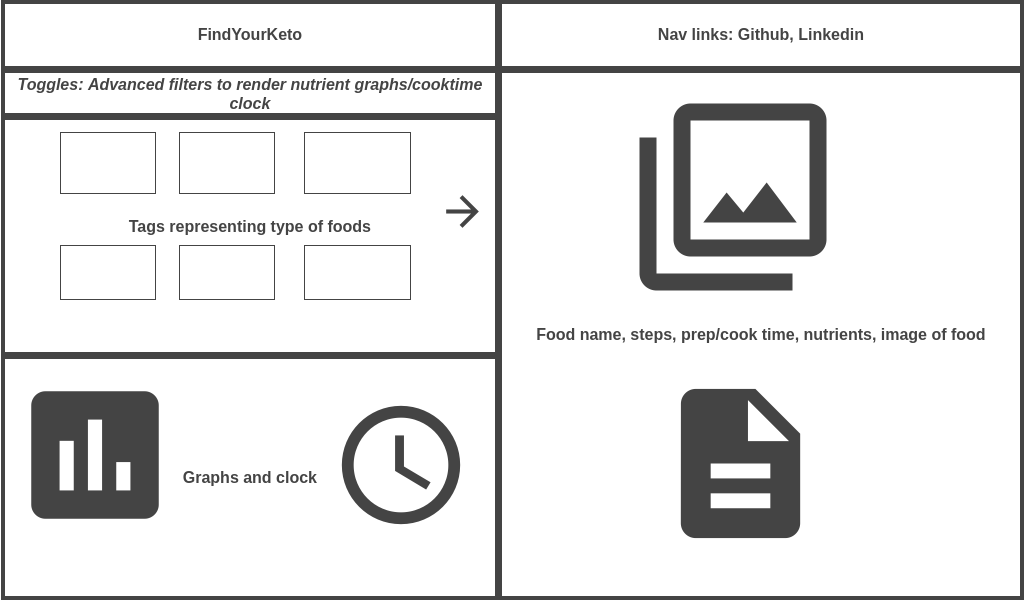 FindYourKeto
Nav links: Github, Linkedin
Toggles: Advanced filters to render nutrient graphs/cooktime
clock
Tags representing type of foods
Food name, steps, prep/cook time, nutrients, image of food
Graphs and clock